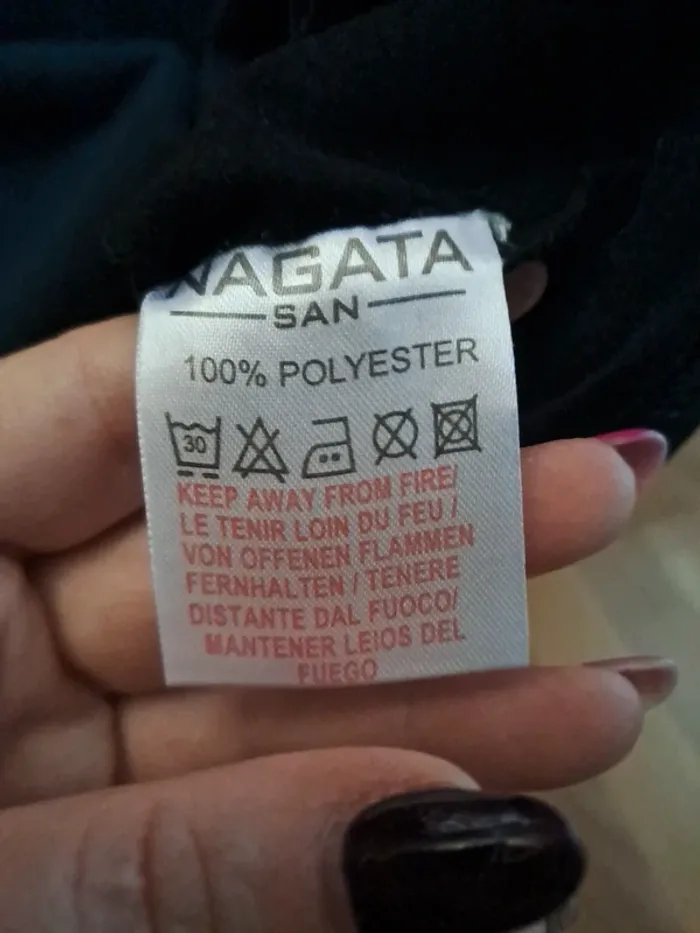 NAGATA
SAN
100% POLYESTER
30
KEEP AWAY FROM FIRE/
LE TENIR LOIN DU FEU /
VON OFFENEN FLAMMEN
FERNHALTEN / TENERE
DISTANTE DAL FUOCO/
MANTENER LEJOS DEL
FUEGO